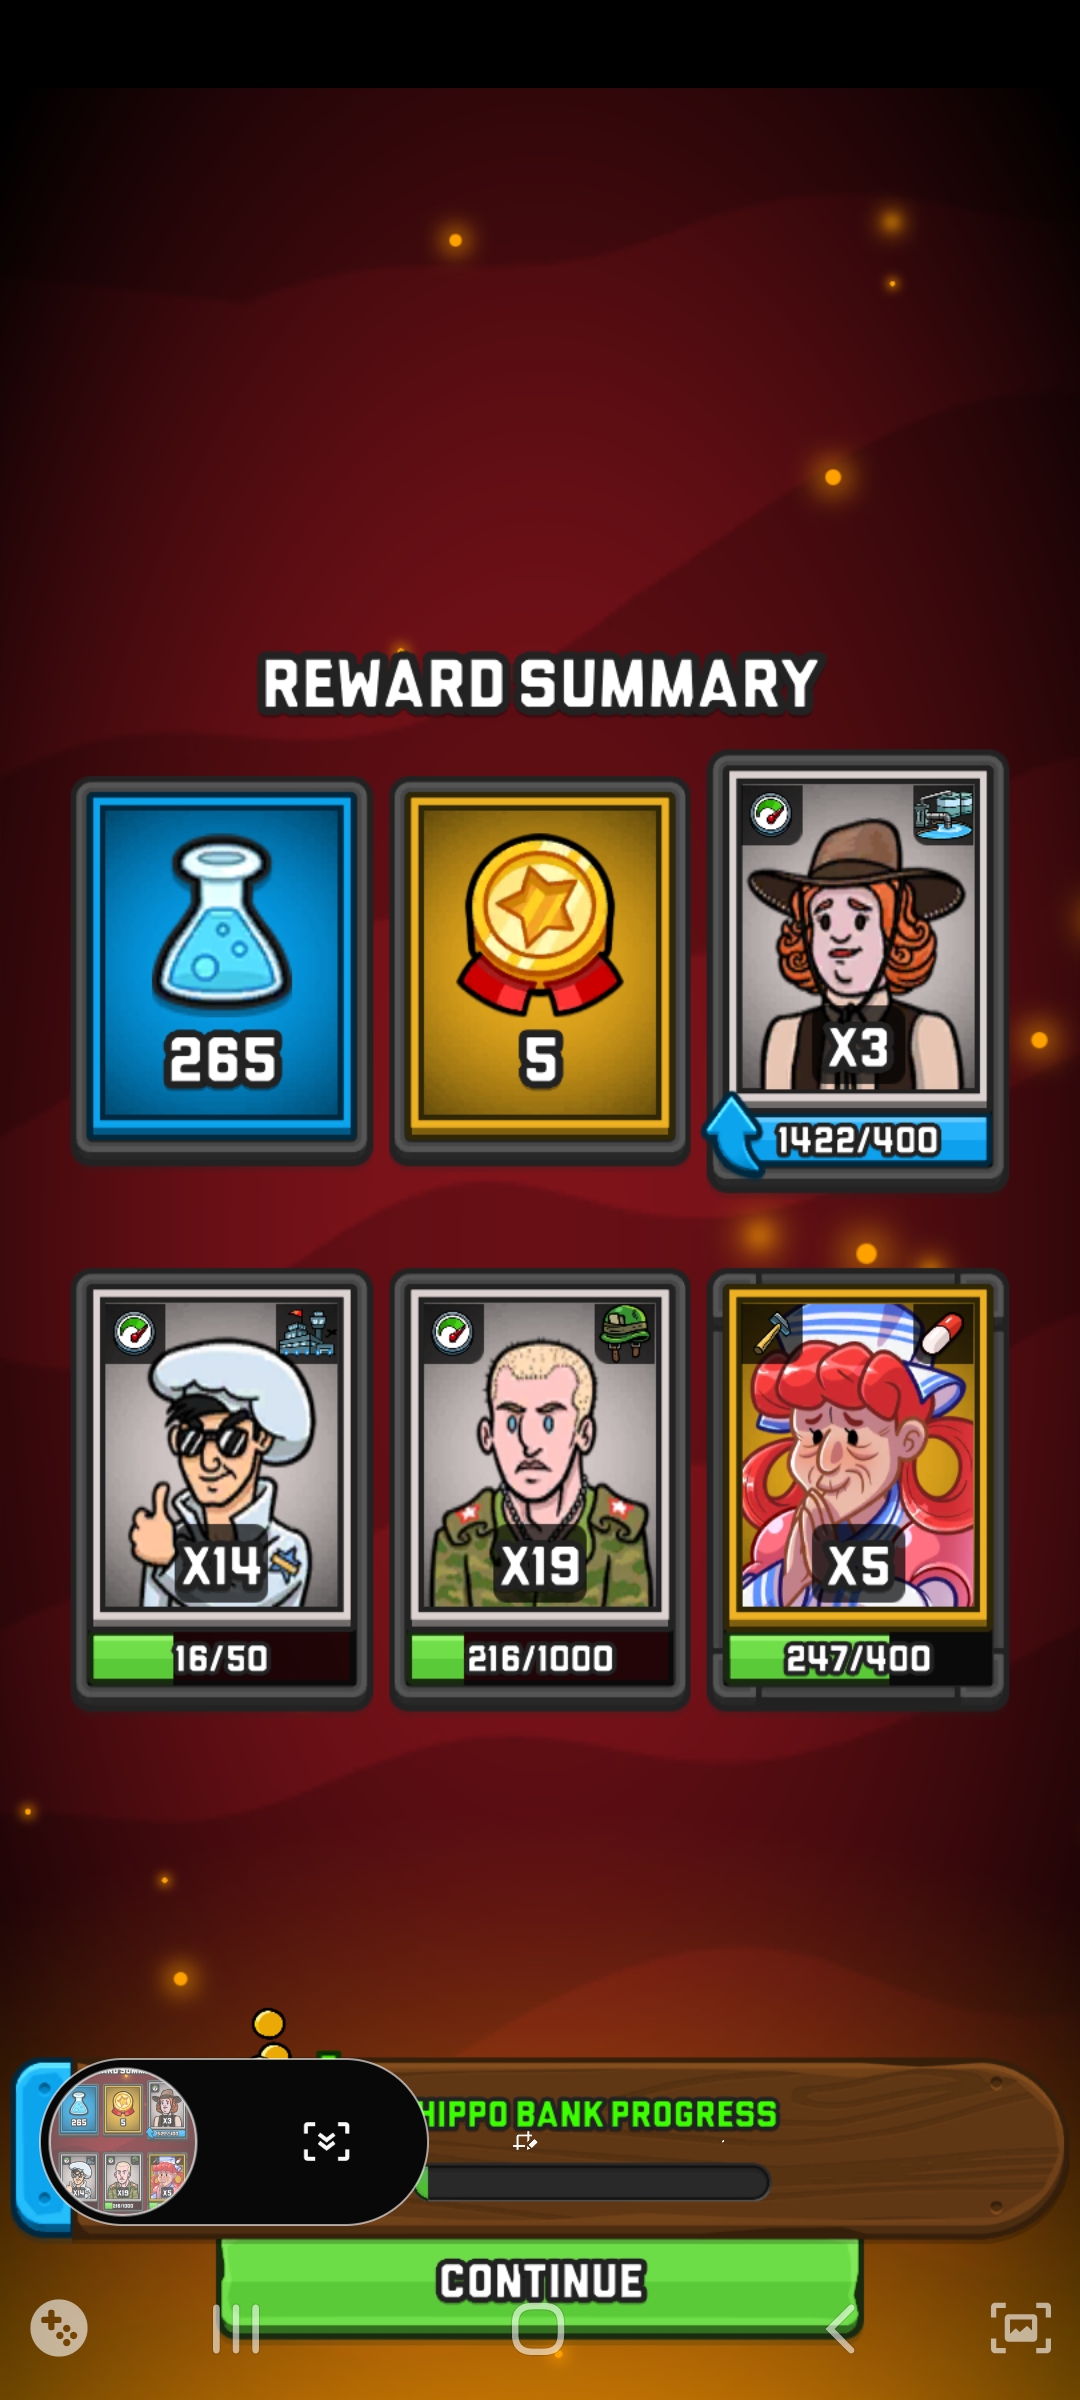 REWARD SUMMARY
265
5
X3
1422/400
X14
16/50
X19
216/1000
X5
247/400
HIPPO BANK PROGRESS
CONTINUE